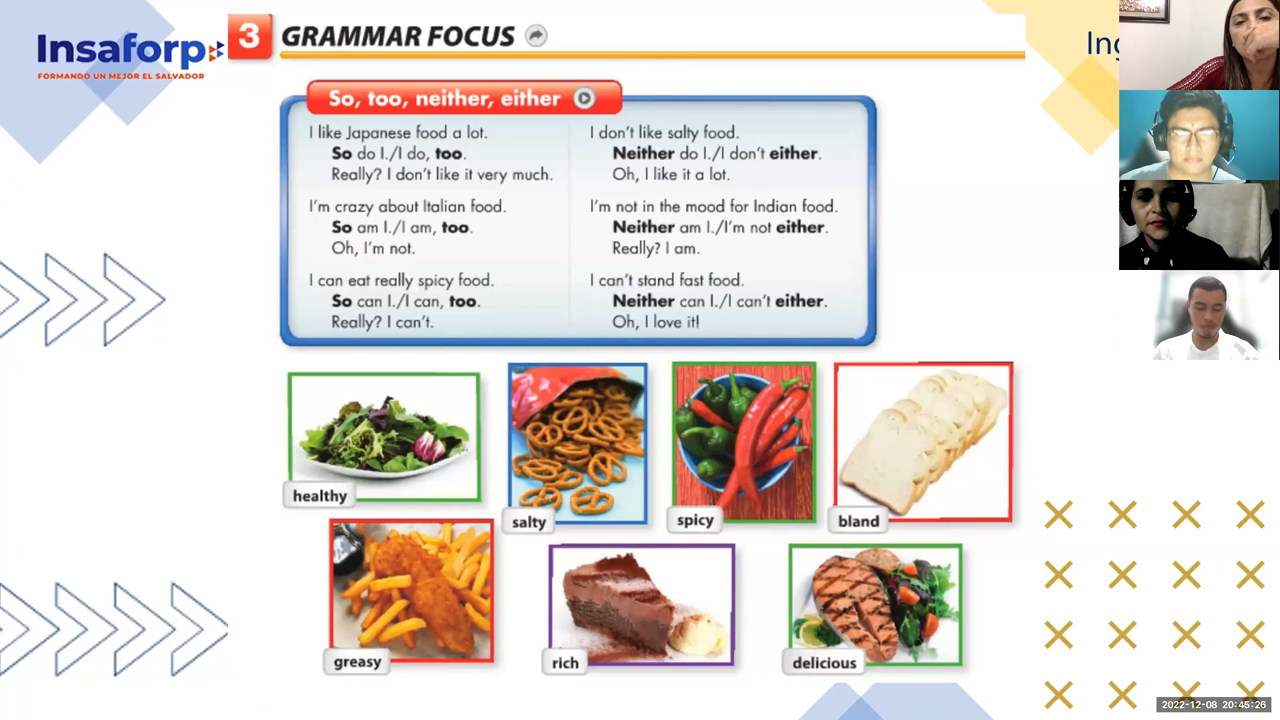 Insaforp
FORMANDO UN MEJOR EL SALVADOR
3 GRAMMAR FOCUS
So, too, neither, either
I like Japanese food a lot.
So do I./I do, too.
Really? I don't like it very much.
I'm crazy about Italian food.
So am I./I am, too.
Oh, I'm not.
I can eat really spicy food.
So can I./I can, too.
Really? I can't.
I don't like salty food.
Neither do I./I don't either.
Oh, I like it a lot.
I'm not in the mood for Indian food.
Neither am I./I'm not either.
Really? I am.
I can't stand fast food.
Neither can I./I can't either.
Oh, I love it!
healthy
salty
spicy
bland
greasy
rich
delicious
2022-12-08 20:45:26